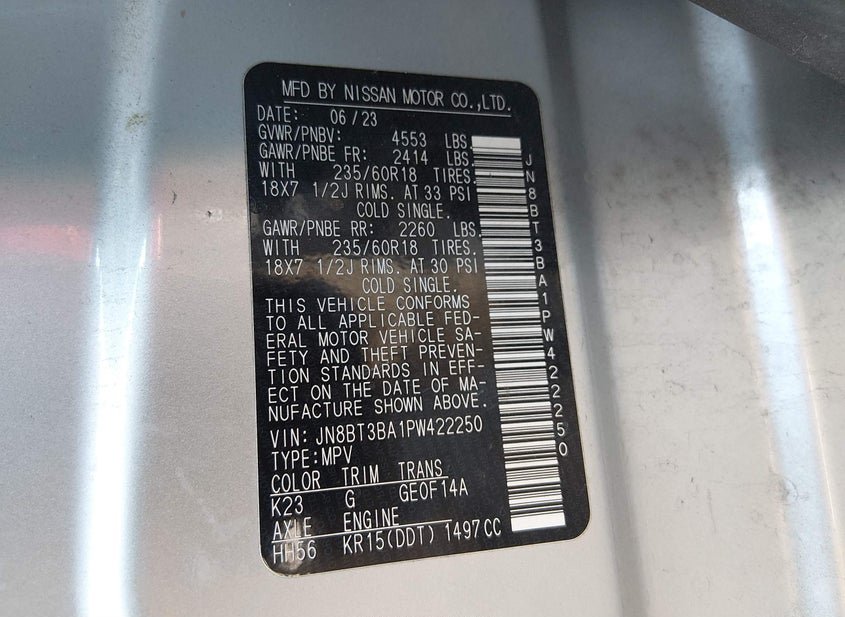 MFD BY NISSAN MOTOR CO.,LTD.
DATE: 06/23
GVWR/PNBV: 4553 LBS
GAWR/PNBE FR: 2414 LBS
WITH 235/60R18 TIRES.
18X7 1/2J RIMS. AT 33 PSI
COLD SINGLE.
GAWR/PNBE RR: 2260 LBS.
WITH 235/60R18 TIRES.
18X7 1/2J RIMS. AT 30 PSI
COLD SINGLE.
THIS VEHICLE CONFORMS
TO ALL APPLICABLE FED-
ERAL MOTOR VEHICLE SA-
FETY AND THEFT PREVEN-
TION STANDARDS IN EFF-
ECT ON THE DATE OF MA-
NUFACTURE SHOWN ABOVE.
VIN: JN8BT3BA1PW422250
TYPE:MPV
COLOR TRIM TRANS
K23 G GEOF14A
AXLE ENGINE
HH56 KR15(DDT) 1497CC
JN8BT3BA1PW422250